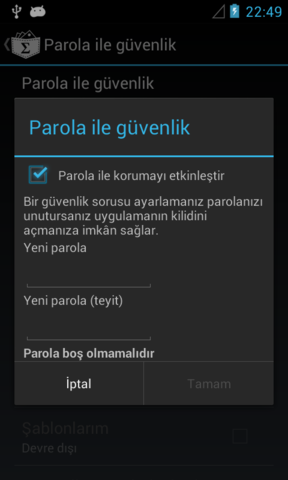 22:49
Parola ile güvenlik
Parola ile güvenlik
Parola ile güvenlik
Parola ile korumayı etkinleştir
Bir güvenlik sorusu ayarlamanız parolanızı
unutursanız uygulamanın kilidini
açmanıza imkân sağlar.
Yeni parola
Yeni parola (teyit)
Parola boş olmamalıdır
İptal
Tamam
Şablonlarım
Devre dışı